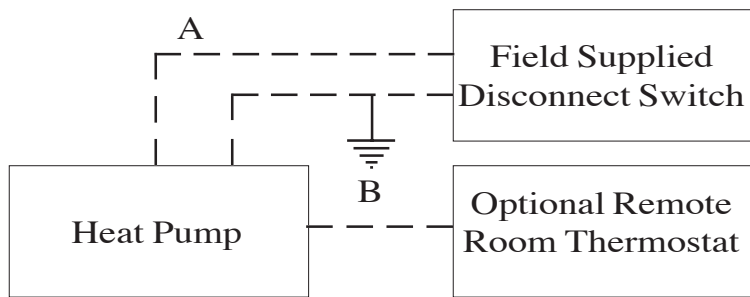 A
Field Supplied
Disconnect Switch
B
Heat Pump
Optional Remote
Room Thermostat